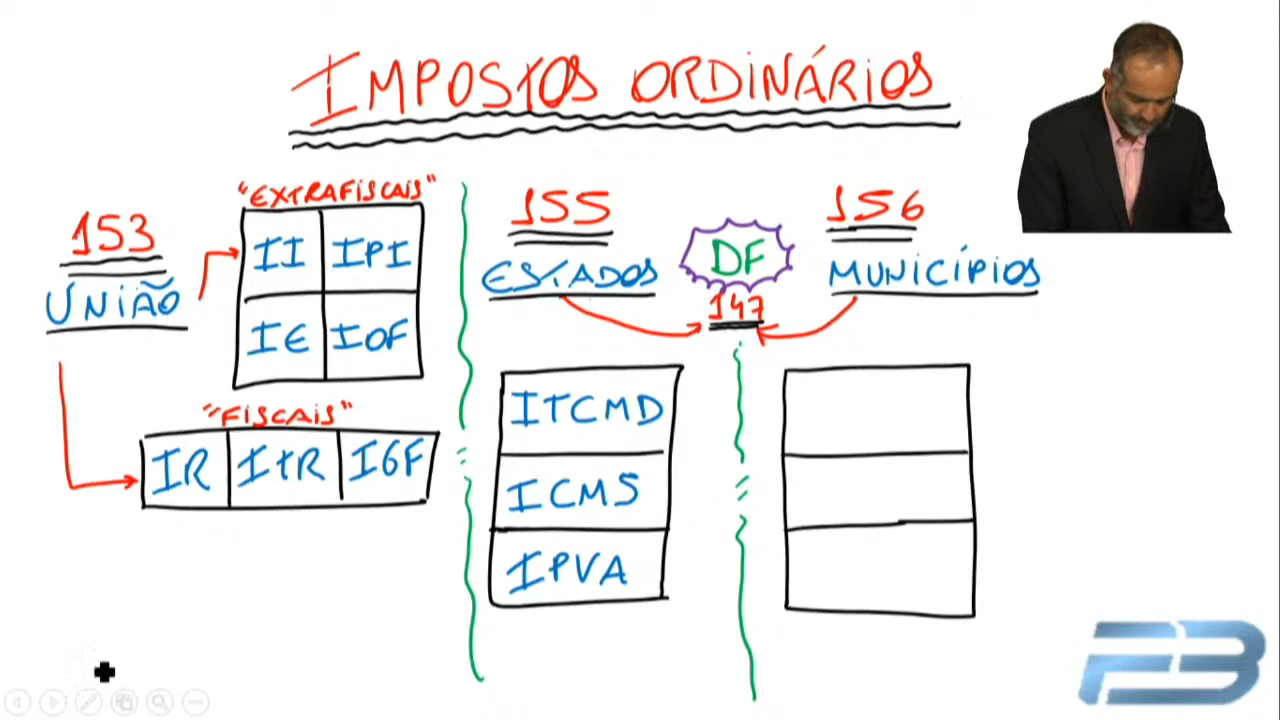 IMPOSTOS ORDINÁRIOS
153
UNIÃO
"EXTRAFISCAIS"
II IPI
IE IOF
"FISCAIS"
IR ITR IGF
155
ESTADOS
DF
147
156
MUNICÍPIOS
ITCMD
ICMS
IPVA